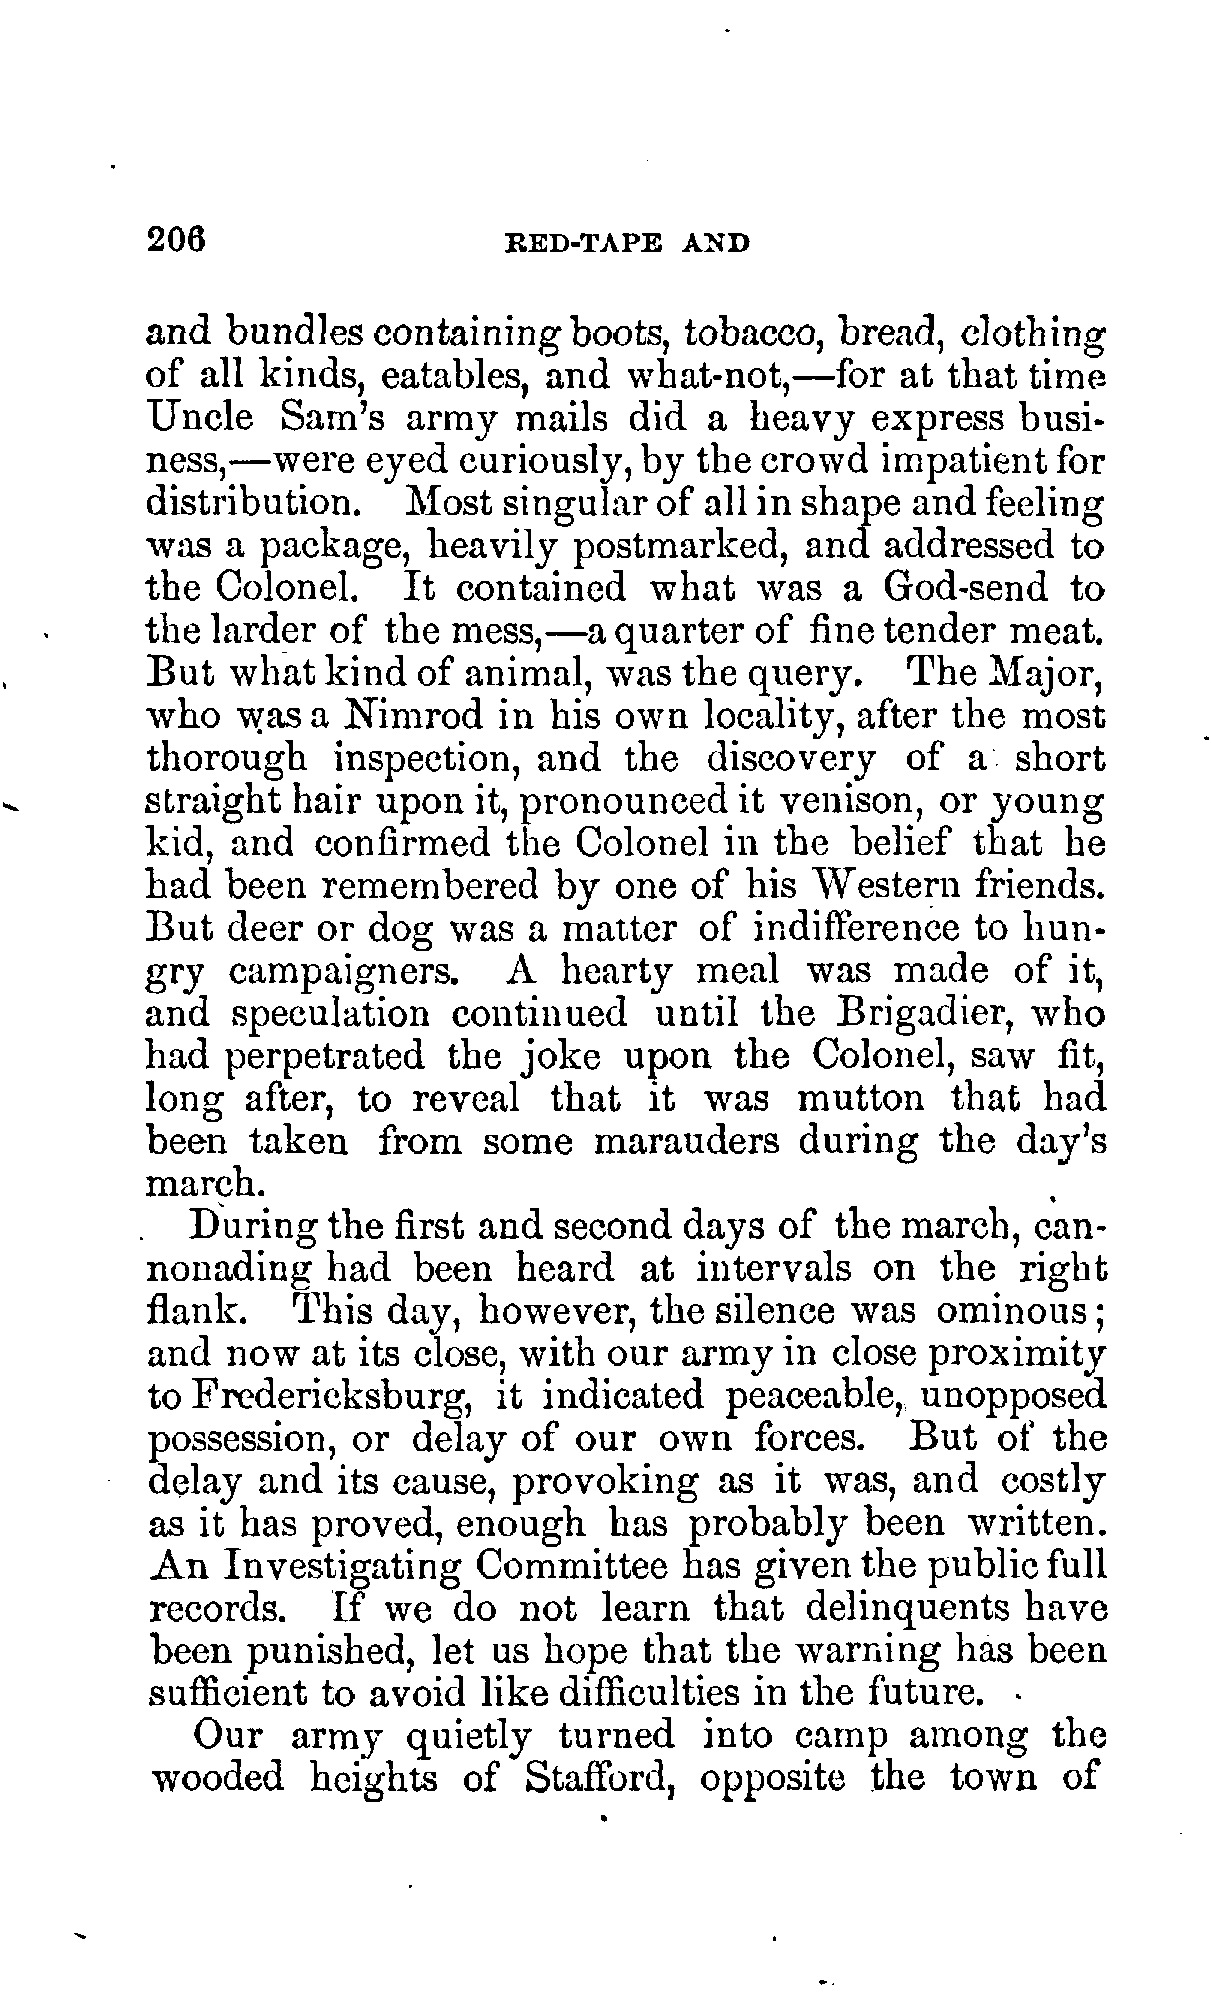 206 RED-TAPE AND
and bundles containing boots, tobacco, bread, clothing
of all kinds, eatables, and what-not,—for at that time
Uncle Sam's army mails did a heavy express busi-
ness,—were eyed curiously, by the crowd impatient for
distribution. Most singular of all in shape and feeling
was a package, heavily postmarked, and addressed to
the Colonel. It contained what was a God-send to
the larder of the mess,—a quarter of fine tender meat.
But what kind of animal, was the query. The Major,
who was a Nimrod in his own locality, after the most
thorough inspection, and the discovery of a short
straight hair upon it, pronounced it venison, or young
kid, and confirmed the Colonel in the belief that he
had been remembered by one of his Western friends.
But deer or dog was a matter of indifference to hun-
gry campaigners. A hearty meal was made of it,
and speculation continued until the Brigadier, who
had perpetrated the joke upon the Colonel, saw fit,
long after, to reveal that it was mutton that had
been taken from some marauders during the day's
march.
During the first and second days of the march, can-
nonading had been heard at intervals on the right
flank. This day, however, the silence was ominous;
and now at its close, with our army in close proximity
to Fredericksburg, it indicated peaceable, unopposed
possession, or delay of our own forces. But of the
delay and its cause, provoking as it was, and costly
as it has proved, enough has probably been written.
An Investigating Committee has given the public full
records. If we do not learn that delinquents have
been punished, let us hope that the warning has been
sufficient to avoid like difficulties in the future.
Our army quietly turned into camp among the
wooded heights of Stafford, opposite the town of